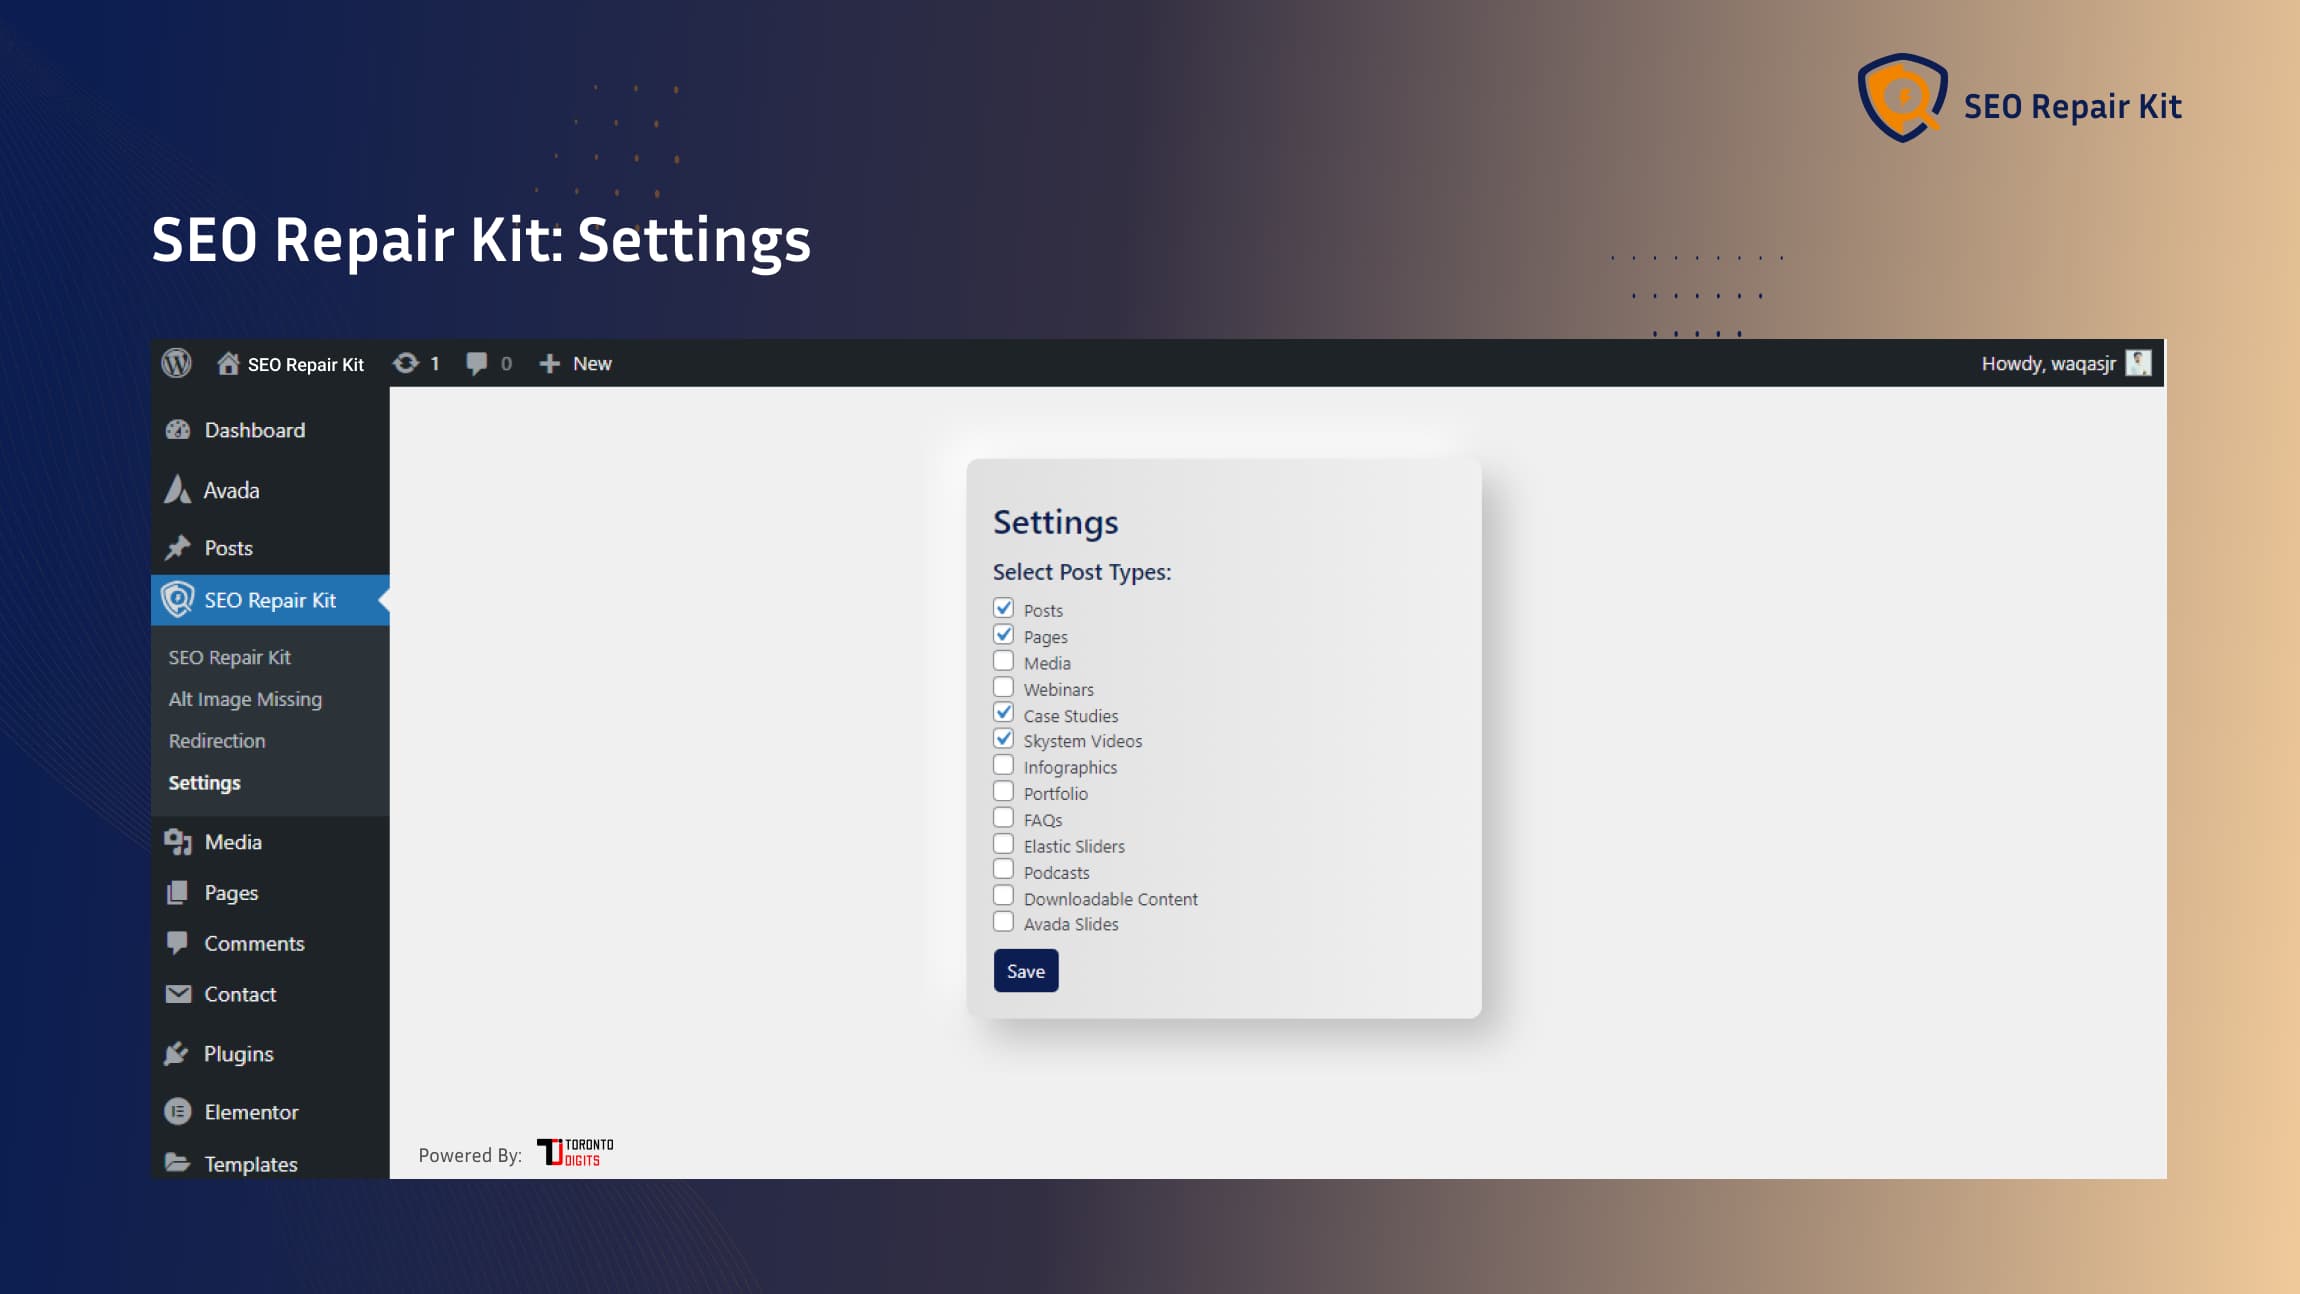 SEO Repair Kit
SEO Repair Kit: Settings
SEO Repair Kit 1 0 New Howdy, waqasjr
Dashboard
Avada
Posts
SEO Repair Kit
SEO Repair Kit
Alt Image Missing
Redirection
Settings
Media
Pages
Comments
Contact
Plugins
Elementor
Templates
Settings
Select Post Types:
Posts
Pages
Media
Webinars
Case Studies
Skystem Videos
Infographics
Portfolio
FAQs
Elastic Sliders
Podcasts
Downloadable Content
Avada Slides
Save
Powered By:
TORONTO
DIGITS